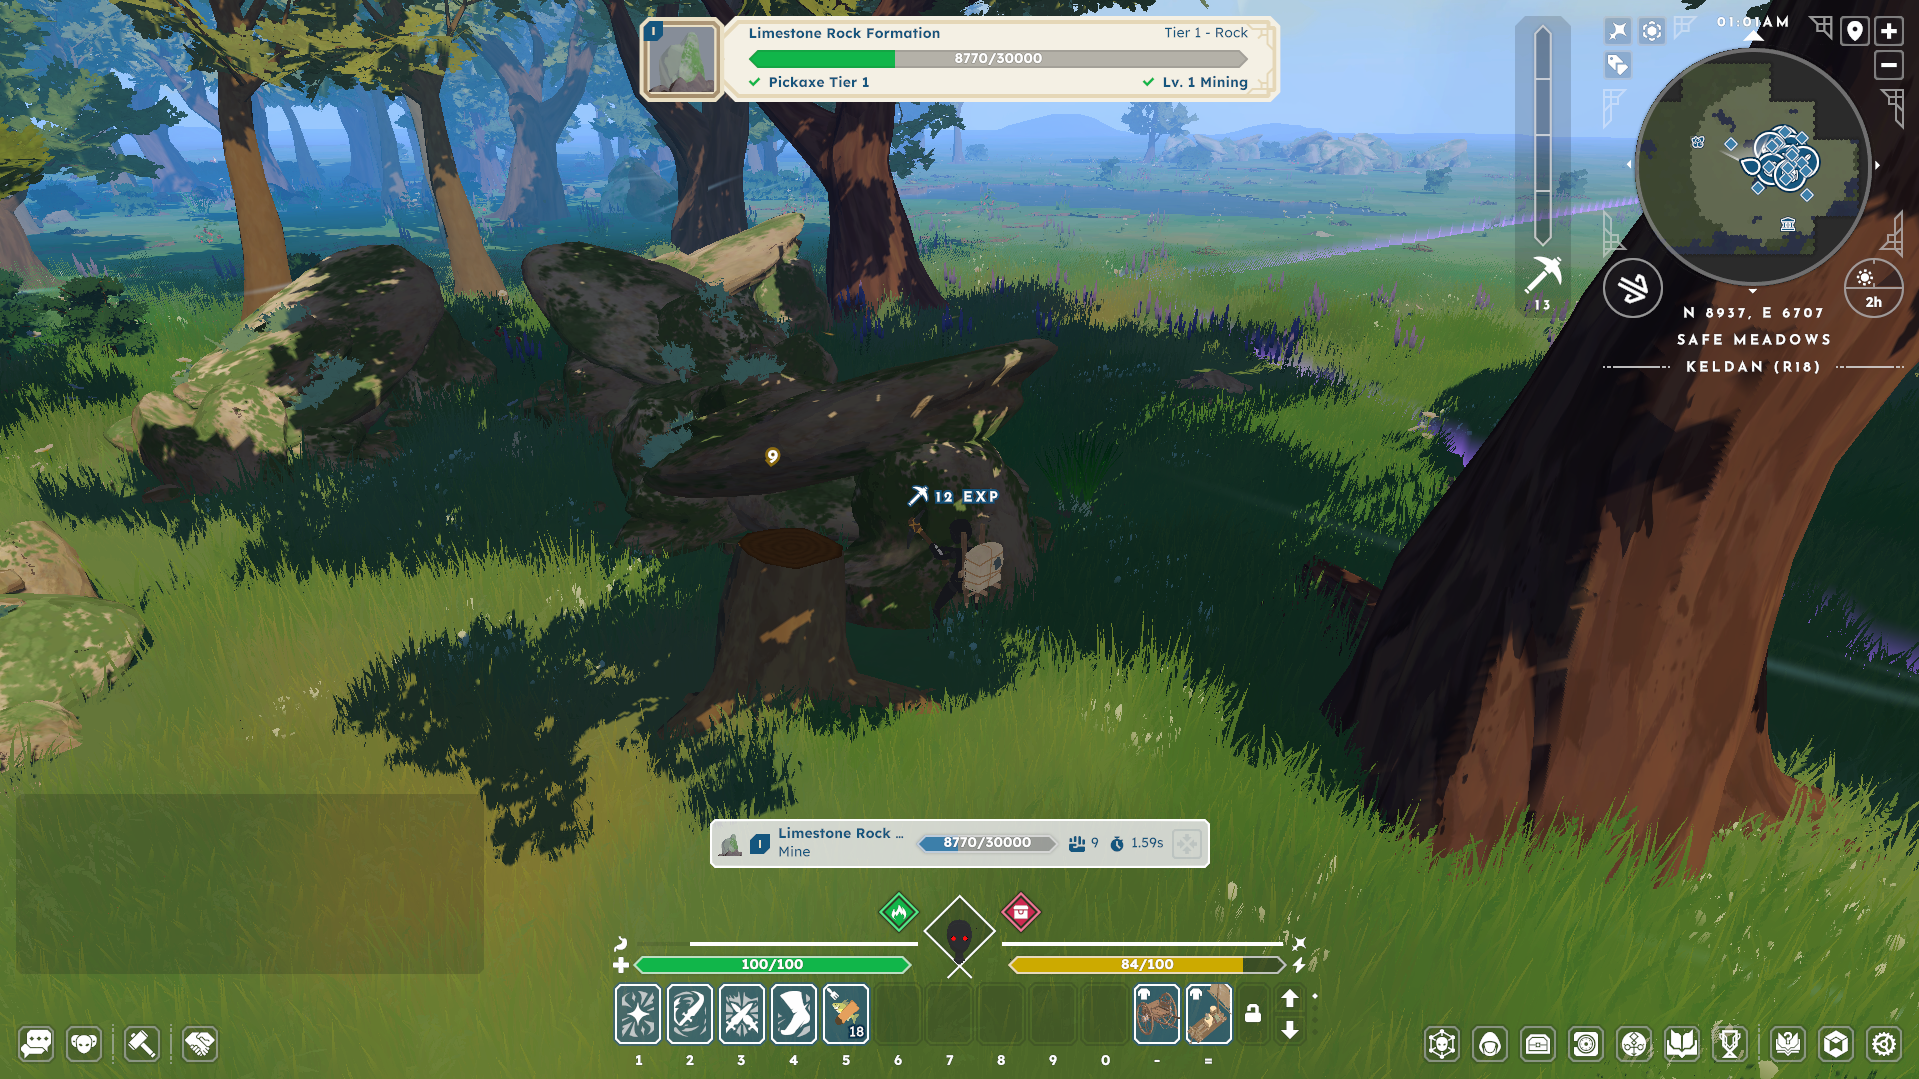 I
Limestone Rock Formation
Tier 1 - Rock
8770/30000
Pickaxe Tier 1
Lv. 1 Mining
01:01AM
13
2h
N 8937, E 6707
SAFE MEADOWS
KELDAN (R18)
9
12 EXP
I
Limestone Rock ...
Mine
8770/30000
9
1.59s
100/100
84/100
18
1 2 3 4 5 6 7 8 9 0 - =